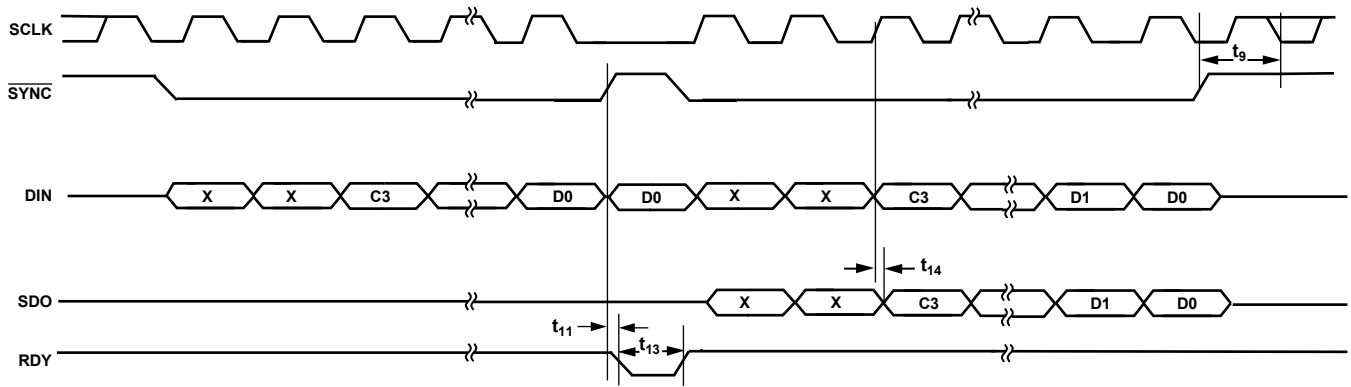 SCLK
t9
SYNC
DIN X X C3 D0 D0 X X C3 D1 D0
t14
SDO X X C3 D1 D0
t11 t13
RDY